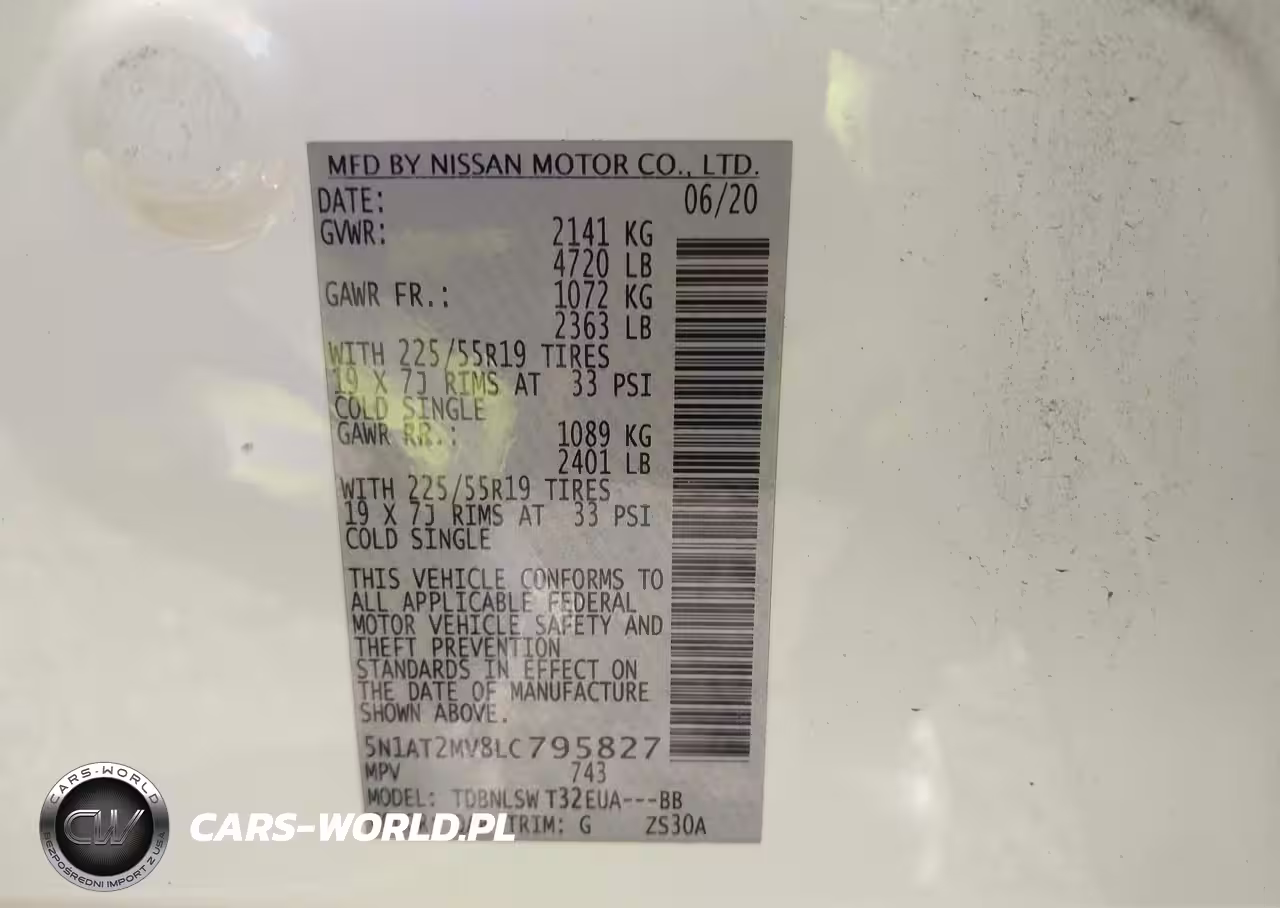 MFD BY NISSAN MOTOR CO., LTD.
DATE: 06/20
GVWR: 2141 KG
4720 LB
GAWR FR.: 1072 KG
2363 LB
WITH 225/55R19 TIRES
19 X 7J RIMS AT 33 PSI
COLD SINGLE
GAWR RR.: 1089 KG
2401 LB
WITH 225/55R19 TIRES
19 X 7J RIMS AT 33 PSI
COLD SINGLE
THIS VEHICLE CONFORMS TO
ALL APPLICABLE FEDERAL
MOTOR VEHICLE SAFETY AND
THEFT PREVENTION
STANDARDS IN EFFECT ON
THE DATE OF MANUFACTURE
SHOWN ABOVE.
5N1AT2MV8LC795827
MPV 743
MODEL: TDBNLSW T32EUA---BB
TRIM: G ZS30A
CARS-WORLD
CW
BEZPOŚREDNI IMPORT Z USA
CARS-WORLD.PL